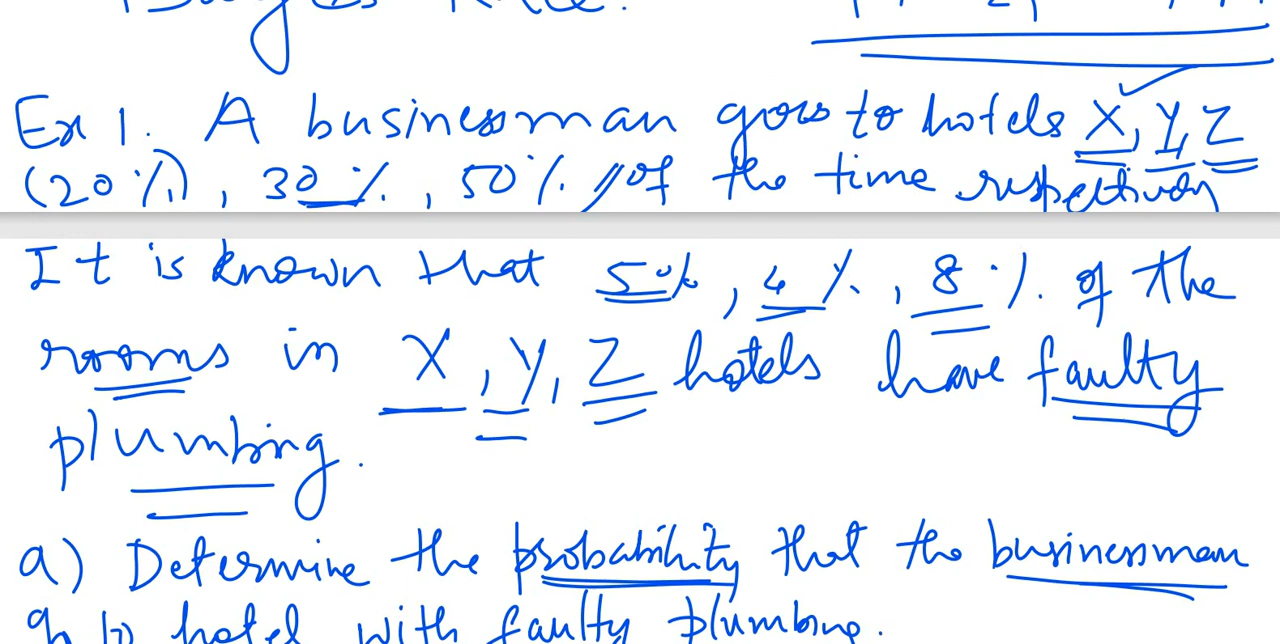 Ex 1. A businessman goes to hotels X, Y, Z
(20%), 30%, 50% of the time respectively
It is known that 5%, 4%, 8%. of the
rooms in X, Y, Z hotels have faulty
plumbing.
a) Determine the probability that the businessman
to hotel with faulty plumbing.